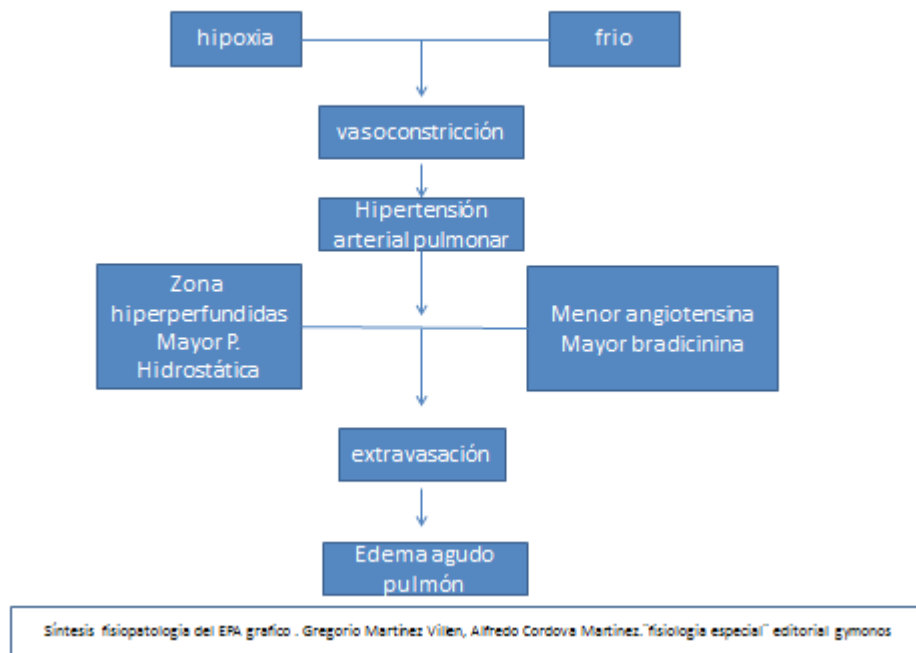 hipoxia
frio
vasoconstricción
Hipertensión
arterial pulmonar
Zona
hiperperfundidas
Mayor P.
Hidrostática
Menor angiotensina
Mayor bradicinina
extravasación
Edema agudo
pulmón
Síntesis fisiopatología del EPA grafico . Gregorio Martínez Villen, Alfredo Cordova Martínez.¨fisiologia especial¨ editorial gymonos